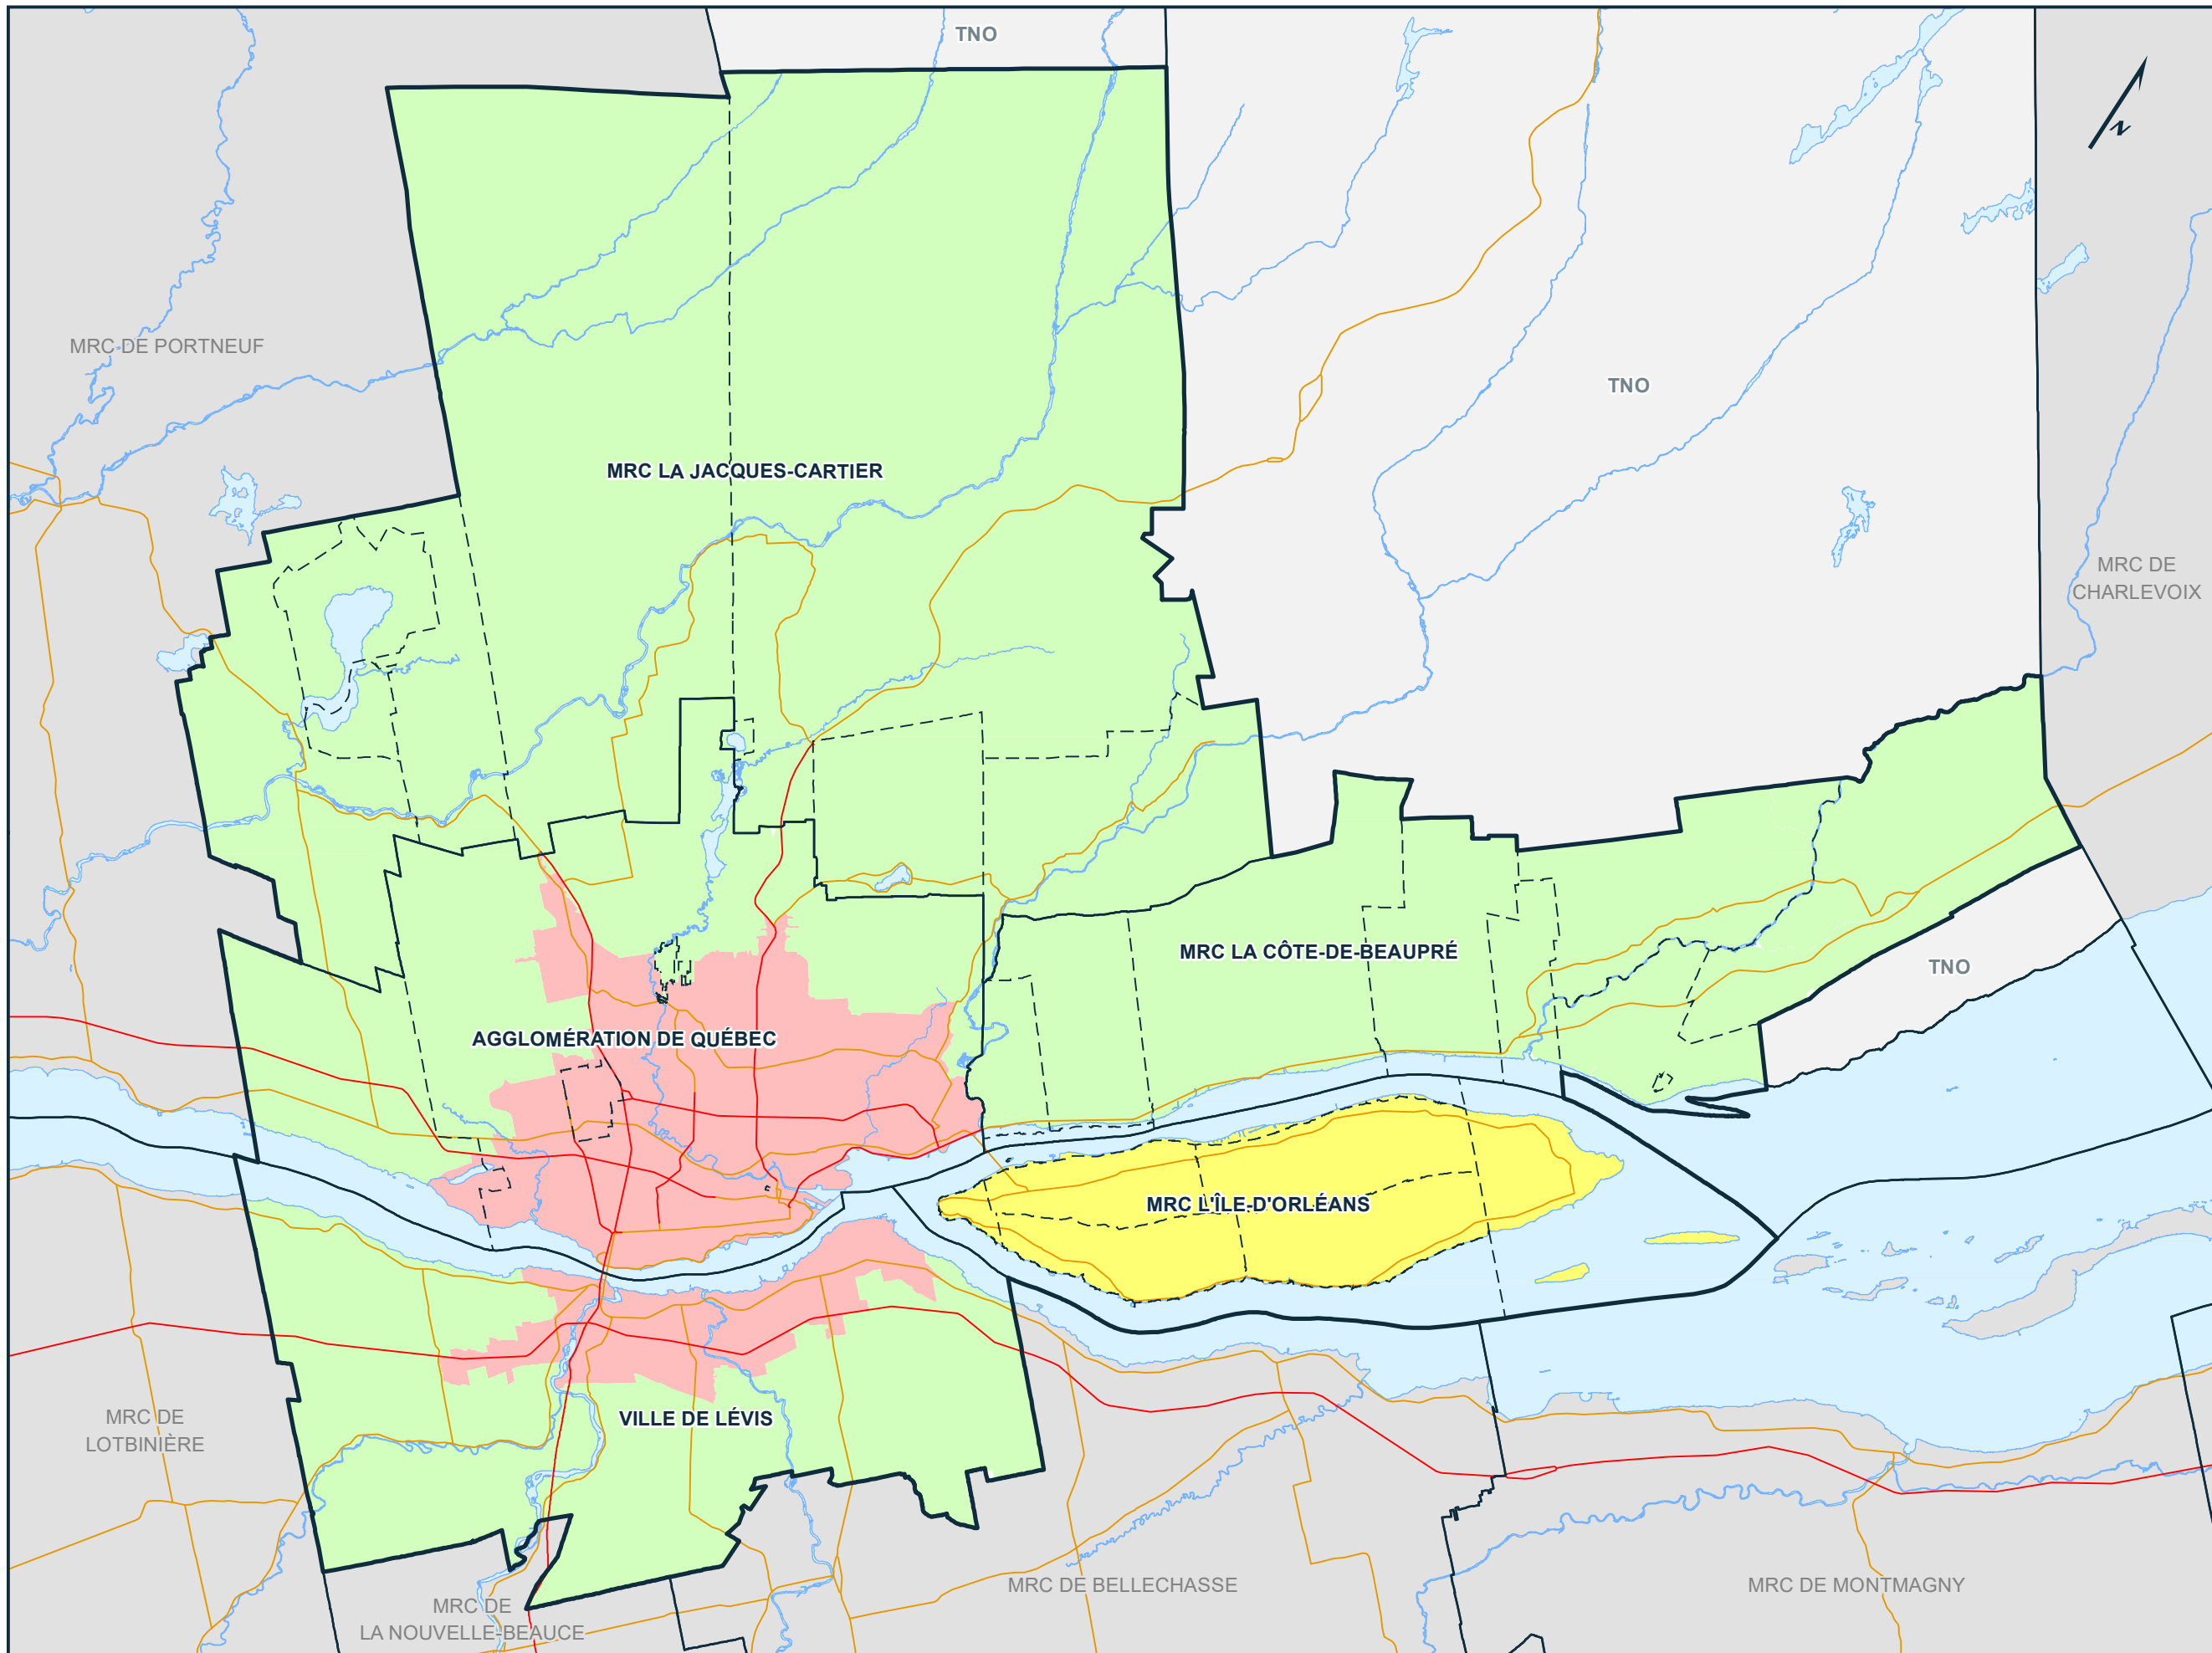 TNO
N
MRC DE PORTNEUF
TNO
MRC LA JACQUES-CARTIER
MRC DE
CHARLEVOIX
MRC LA CÔTE-DE-BEAUPRÉ
TNO
AGGLOMÉRATION DE QUÉBEC
MRC L'ÎLE-D'ORLÉANS
MRC DE
LOTBINIÈRE
VILLE DE LÉVIS
MRC DE BELLECHASSE
MRC DE MONTMAGNY
MRC DE
LA NOUVELLE-BEAUCE